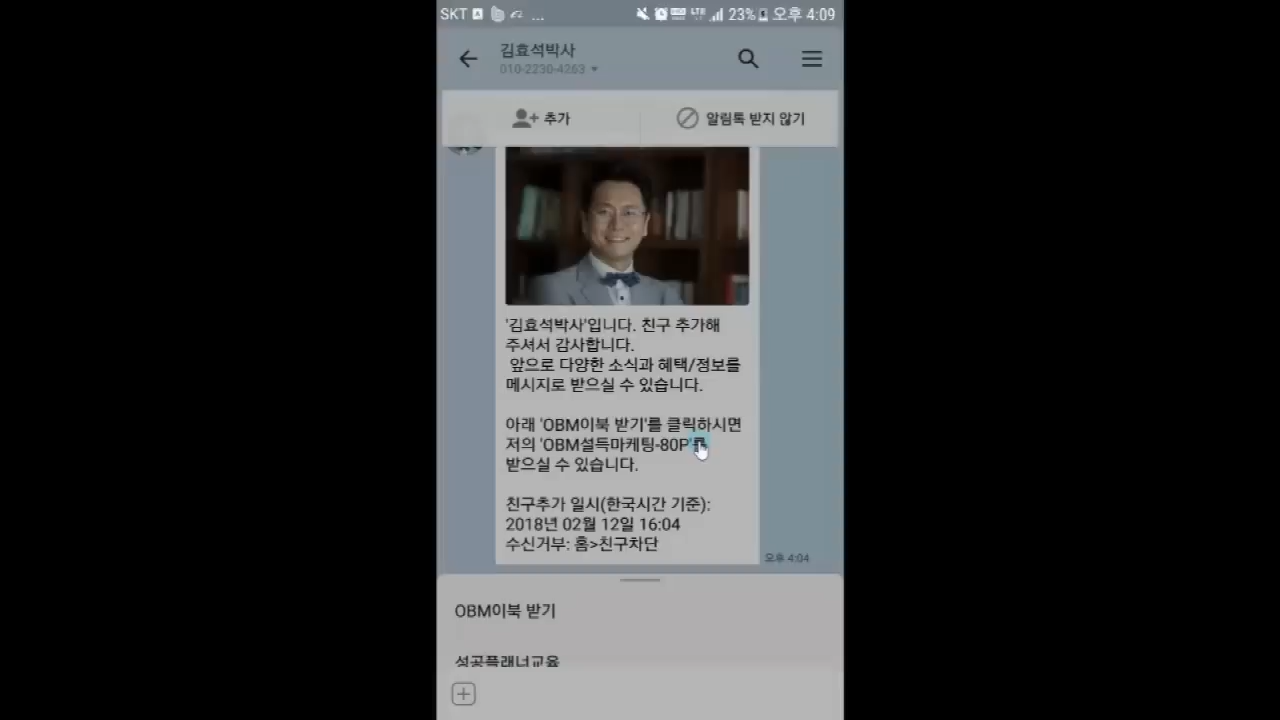 SKT ... 23% 오후 4:09
김효석박사
010-2230-4263
추가
알림톡 받지 않기
'김효석박사'입니다. 친구 추가해
주셔서 감사합니다.
앞으로 다양한 소식과 혜택/정보를
메시지로 받으실 수 있습니다.
아래 'OBM이북 받기'를 클릭하시면
저의 'OBM설득마케팅-80P'
받으실 수 있습니다.
친구추가 일시(한국시간 기준):
2018년 02월 12일 16:04
수신거부: 홈>친구차단
오후 4:04
OBM이북 받기
성공플래너교육